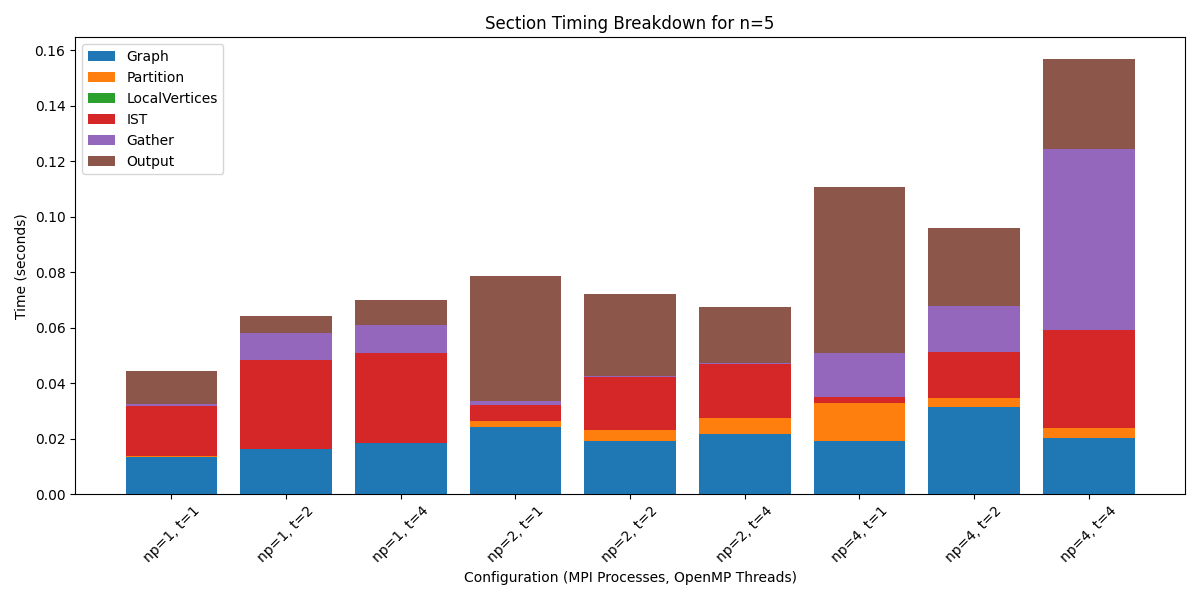 Section Timing Breakdown for n=5
Time (seconds)
0.16
0.14
0.12
0.10
0.08
0.06
0.04
0.02
0.00
Graph
Partition
LocalVertices
IST
Gather
Output
np=1, t=1
np=1, t=2
np=1, t=4
np=2, t=1
np=2, t=2
np=2, t=4
np=4, t=1
np=4, t=2
np=4, t=4
Configuration (MPI Processes, OpenMP Threads)